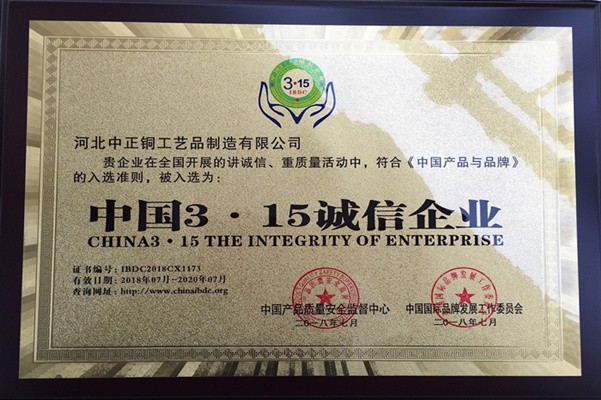 3·15
IBDC
河北中正铜工艺品制造有限公司
贵企业在全国开展的讲诚信、重质量活动中，符合《中国产品与品牌》
的入选准则，被入选为：
中国3·15诚信企业
CHINA3·15 THE INTEGRITY OF ENTERPRISE
证书编号：IBDC2018CX1173
有效日期：2018年07月-2020年07月
查询网址：http://www.chinaibdc.org
中国产品质量安全监督中心
二〇一八年七月
中国国际品牌发展工作委员会
二〇一八年七月